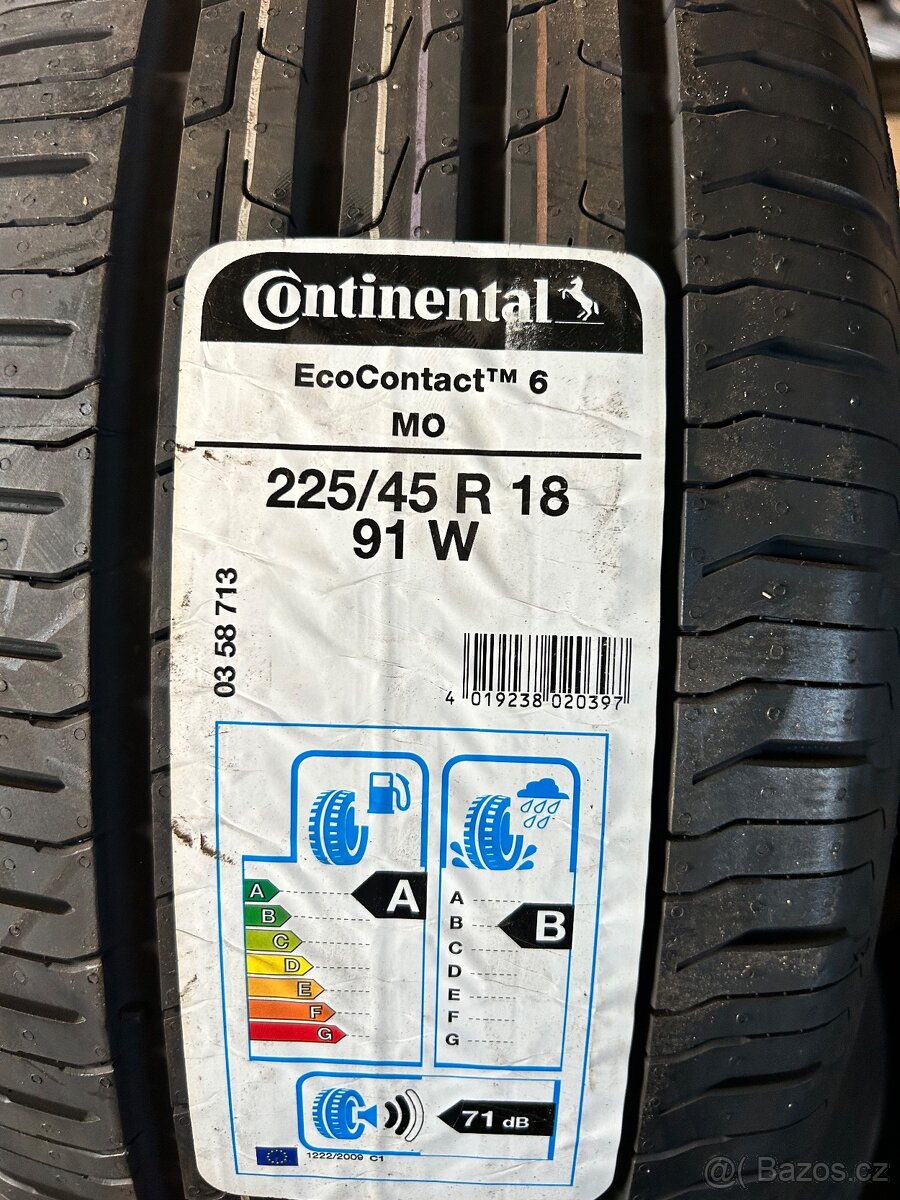 Continental
EcoContact™ 6
MO
225/45 R 18
91 W
03 58 713
4 019238 020397
A
B
C
D
E
F
G
A
A
B
C
D
E
F
G
B
71 dB
1222/2009 C1
@( Bazos.cz